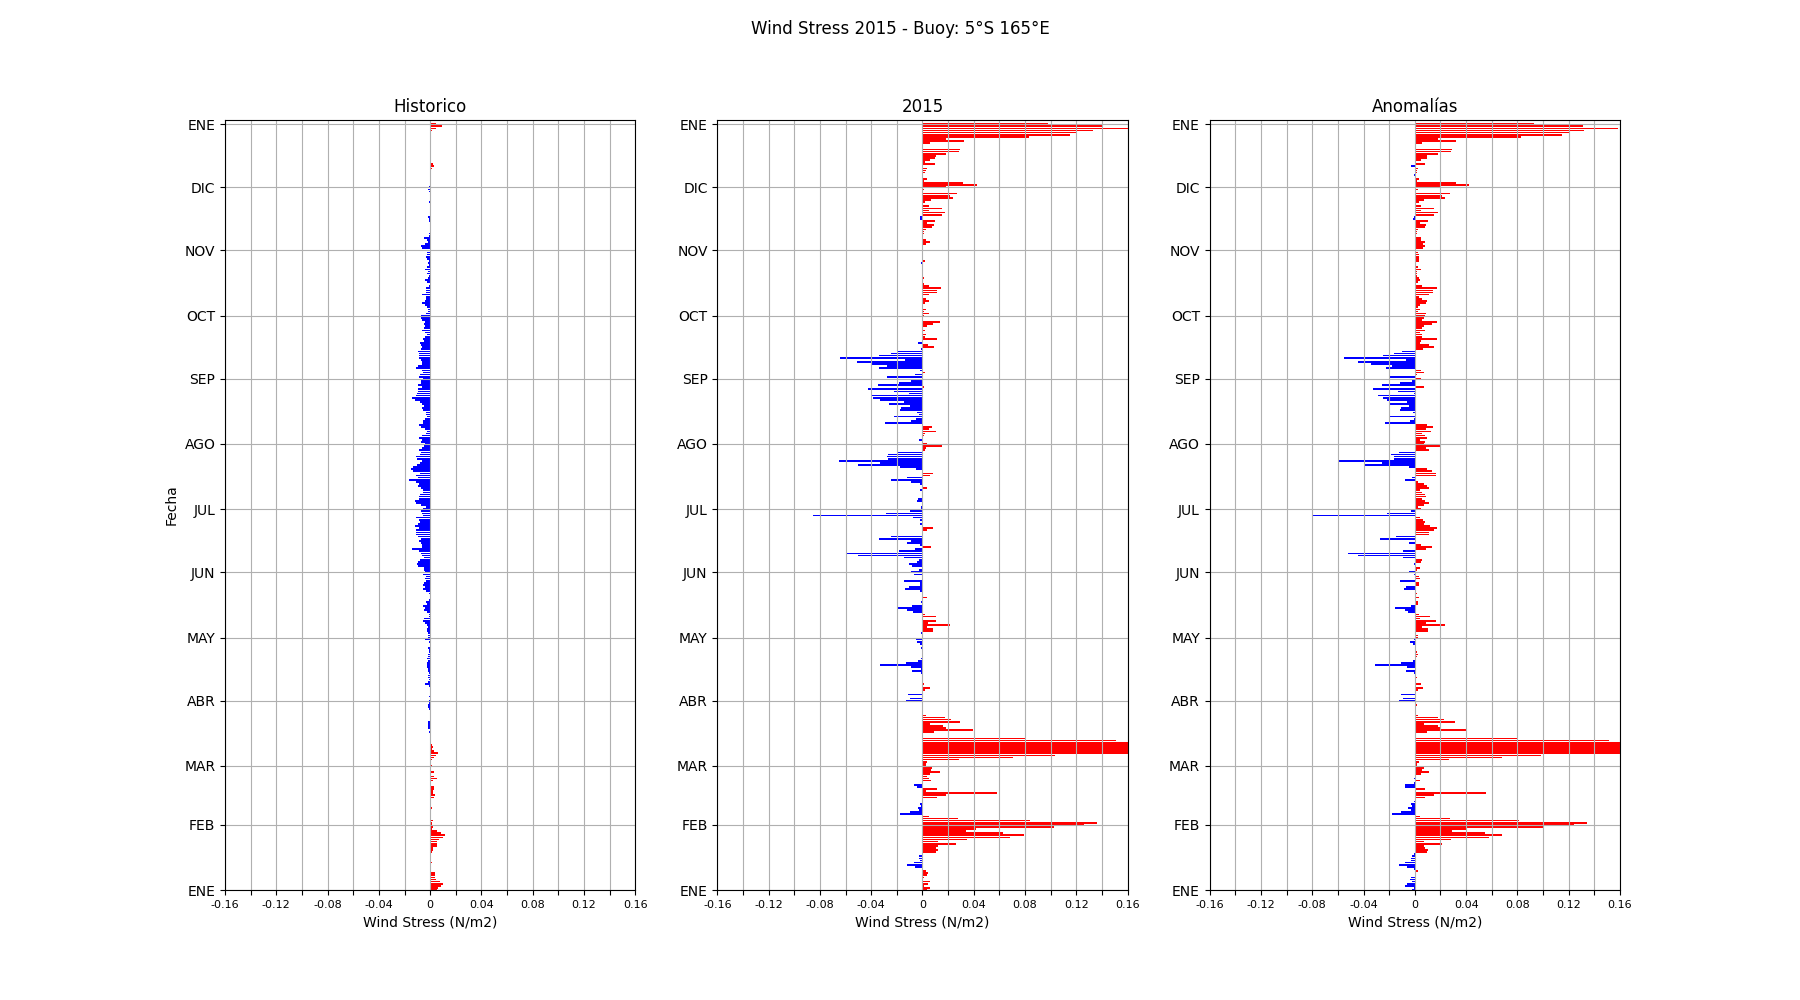 Wind Stress 2015 - Buoy: 5°S 165°E
Historico
2015
Anomalías
ENE
DIC
NOV
OCT
SEP
AGO
JUL
JUN
MAY
ABR
MAR
FEB
ENE
Fecha
-0.16 -0.12 -0.08 -0.04 0 0.04 0.08 0.12 0.16
Wind Stress (N/m2)
ENE
DIC
NOV
OCT
SEP
AGO
JUL
JUN
MAY
ABR
MAR
FEB
ENE
-0.16 -0.12 -0.08 -0.04 0 0.04 0.08 0.12 0.16
Wind Stress (N/m2)
ENE
DIC
NOV
OCT
SEP
AGO
JUL
JUN
MAY
ABR
MAR
FEB
ENE
-0.16 -0.12 -0.08 -0.04 0 0.04 0.08 0.12 0.16
Wind Stress (N/m2)